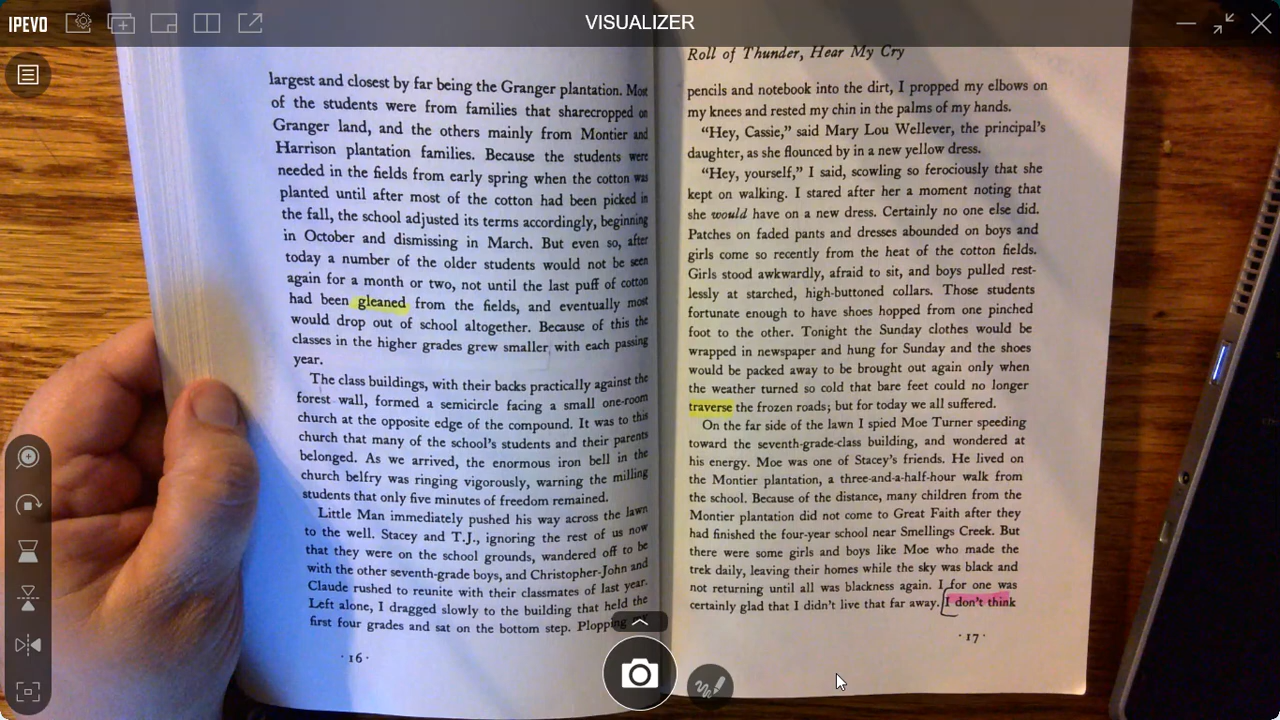 IPEVO
VISUALIZER
largest and closest by far being the Granger plantation. Most
of the students were from families that sharecropped on
Granger land, and the others mainly from Montier and
Harrison plantation families. Because the students were
needed in the fields from early spring when the cotton was
planted until after most of the cotton had been picked in
the fall, the school adjusted its terms accordingly, beginning
in October and dismissing in March. But even so, after
today a number of the older students would not be seen
again for a month or two, not until the last puff of cotton
had been gleaned from the fields, and eventually most
would drop out of school altogether. Because of this the
classes in the higher grades grew smaller with each passing
year.
The class buildings, with their backs practically against the
forest wall, formed a semicircle facing a small one-room
church at the opposite edge of the compound. It was to this
church that many of the school's students and their parents
belonged. As we arrived, the enormous iron bell in the
church belfry was ringing vigorously, warning the milling
students that only five minutes of freedom remained.
Little Man immediately pushed his way across the lawn
to the well. Stacey and T.J., ignoring the rest of us now
that they were on the school grounds, wandered off to be
with the other seventh-grade boys, and Christopher-John and
Claude rushed to reunite with their classmates of last year.
Left alone, I dragged slowly to the building that held the
first four grades and sat on the bottom step. Plopping
· 16 ·
Roll of Thunder, Hear My Cry
pencils and notebook into the dirt, I propped my elbows on
my knees and rested my chin in the palms of my hands.
“Hey, Cassie,” said Mary Lou Wellever, the principal's
daughter, as she flounced by in a new yellow dress.
“Hey, yourself,” I said, scowling so ferociously that she
kept on walking. I stared after her a moment noting that
she would have on a new dress. Certainly no one else did.
Patches on faded pants and dresses abounded on boys and
girls come so recently from the heat of the cotton fields.
Girls stood awkwardly, afraid to sit, and boys pulled rest-
lessly at starched, high-buttoned collars. Those students
fortunate enough to have shoes hopped from one pinched
foot to the other. Tonight the Sunday clothes would be
wrapped in newspaper and hung for Sunday and the shoes
would be packed away to be brought out again only when
the weather turned so cold that bare feet could no longer
traverse the frozen roads; but for today we all suffered.
On the far side of the lawn I spied Moe Turner speeding
toward the seventh-grade-class building, and wondered at
his energy. Moe was one of Stacey's friends. He lived on
the Montier plantation, a three-and-a-half-hour walk from
the school. Because of the distance, many children from the
Montier plantation did not come to Great Faith after they
had finished the four-year school near Smellings Creek. But
there were some girls and boys like Moe who made the
trek daily, leaving their homes while the sky was black and
not returning until all was blackness again. I for one was
certainly glad that I didn't live that far away. I don't think
· 17 ·